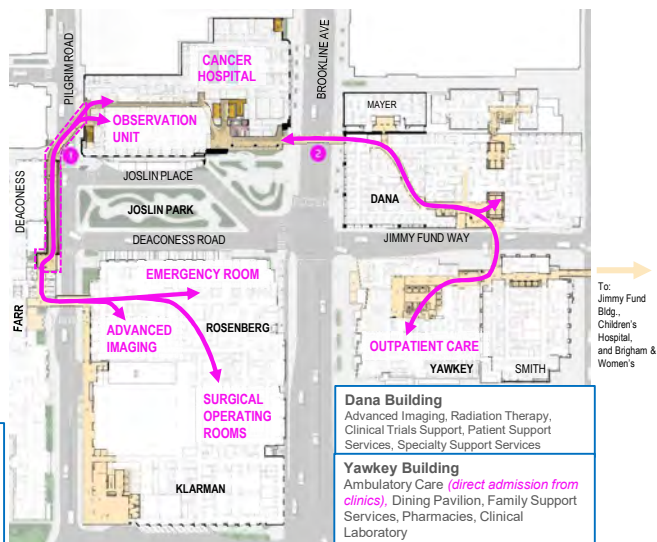 CANCER
HOSPITAL
PILGRIM ROAD
BROOKLINE AVE
OBSERVATION
UNIT
MAYER
1
2
JOSLIN PLACE
DEACONESS
JOSLIN PARK
DANA
DEACONESS ROAD
JIMMY FUND WAY
EMERGENCY ROOM
To:
Jimmy Fund
Bldg.,
Children's
Hospital,
and Brigham &
Women's
FARR
ADVANCED
IMAGING
ROSENBERG
OUTPATIENT CARE
YAWKEY
SMITH
SURGICAL
OPERATING
ROOMS
KLARMAN
Dana Building
Advanced Imaging, Radiation Therapy,
Clinical Trials Support, Patient Support
Services, Specialty Support Services
Yawkey Building
Ambulatory Care (direct admission from
clinics), Dining Pavilion, Family Support
Services, Pharmacies, Clinical
Laboratory